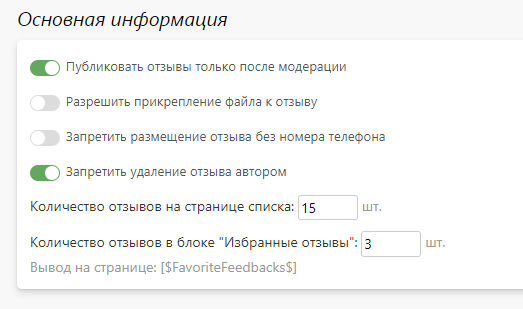 Основная информация
Публиковать отзывы только после модерации
Разрешить прикрепление файла к отзыву
Запретить размещение отзыва без номера телефона
Запретить удаление отзыва автором
Количество отзывов на странице списка: 15 шт.
Количество отзывов в блоке "Избранные отзывы": 3 шт.
Вывод на странице: [$FavoriteFeedbacks$]